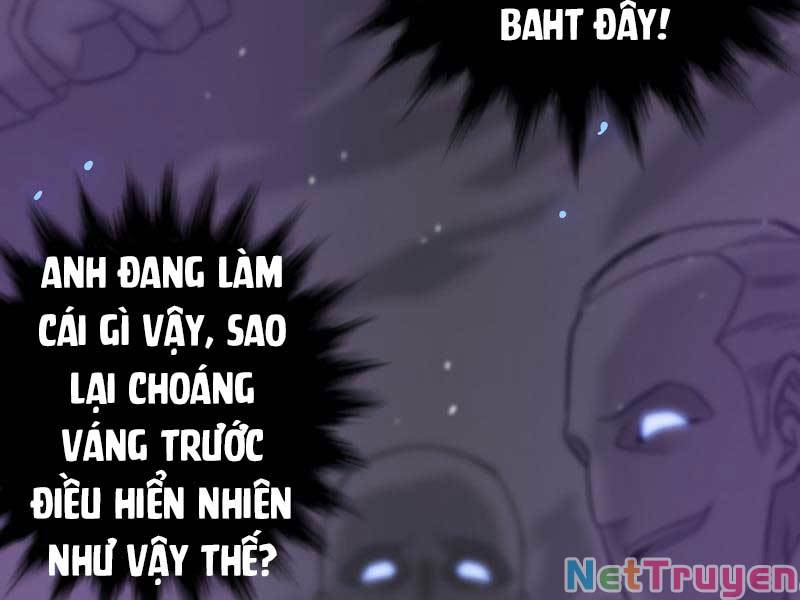 BAHT ĐÂY!
ANH ĐANG LÀM
CÁI GÌ VẬY, SAO
LẠI CHOÁNG
VÁNG TRƯỚC
ĐIỀU HIỂN NHIÊN
NHƯ VẬY THẾ?
NetTruyen